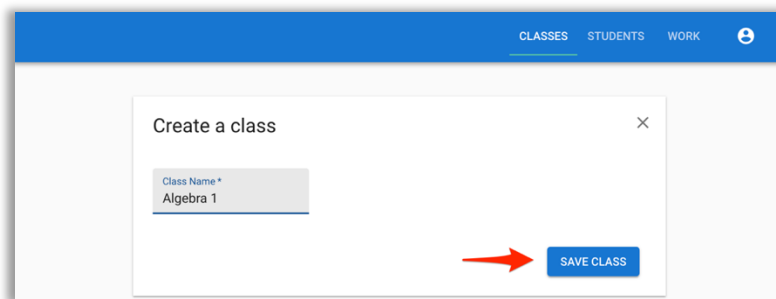 CLASSES STUDENTS WORK
Create a class
Class Name *
Algebra 1
SAVE CLASS